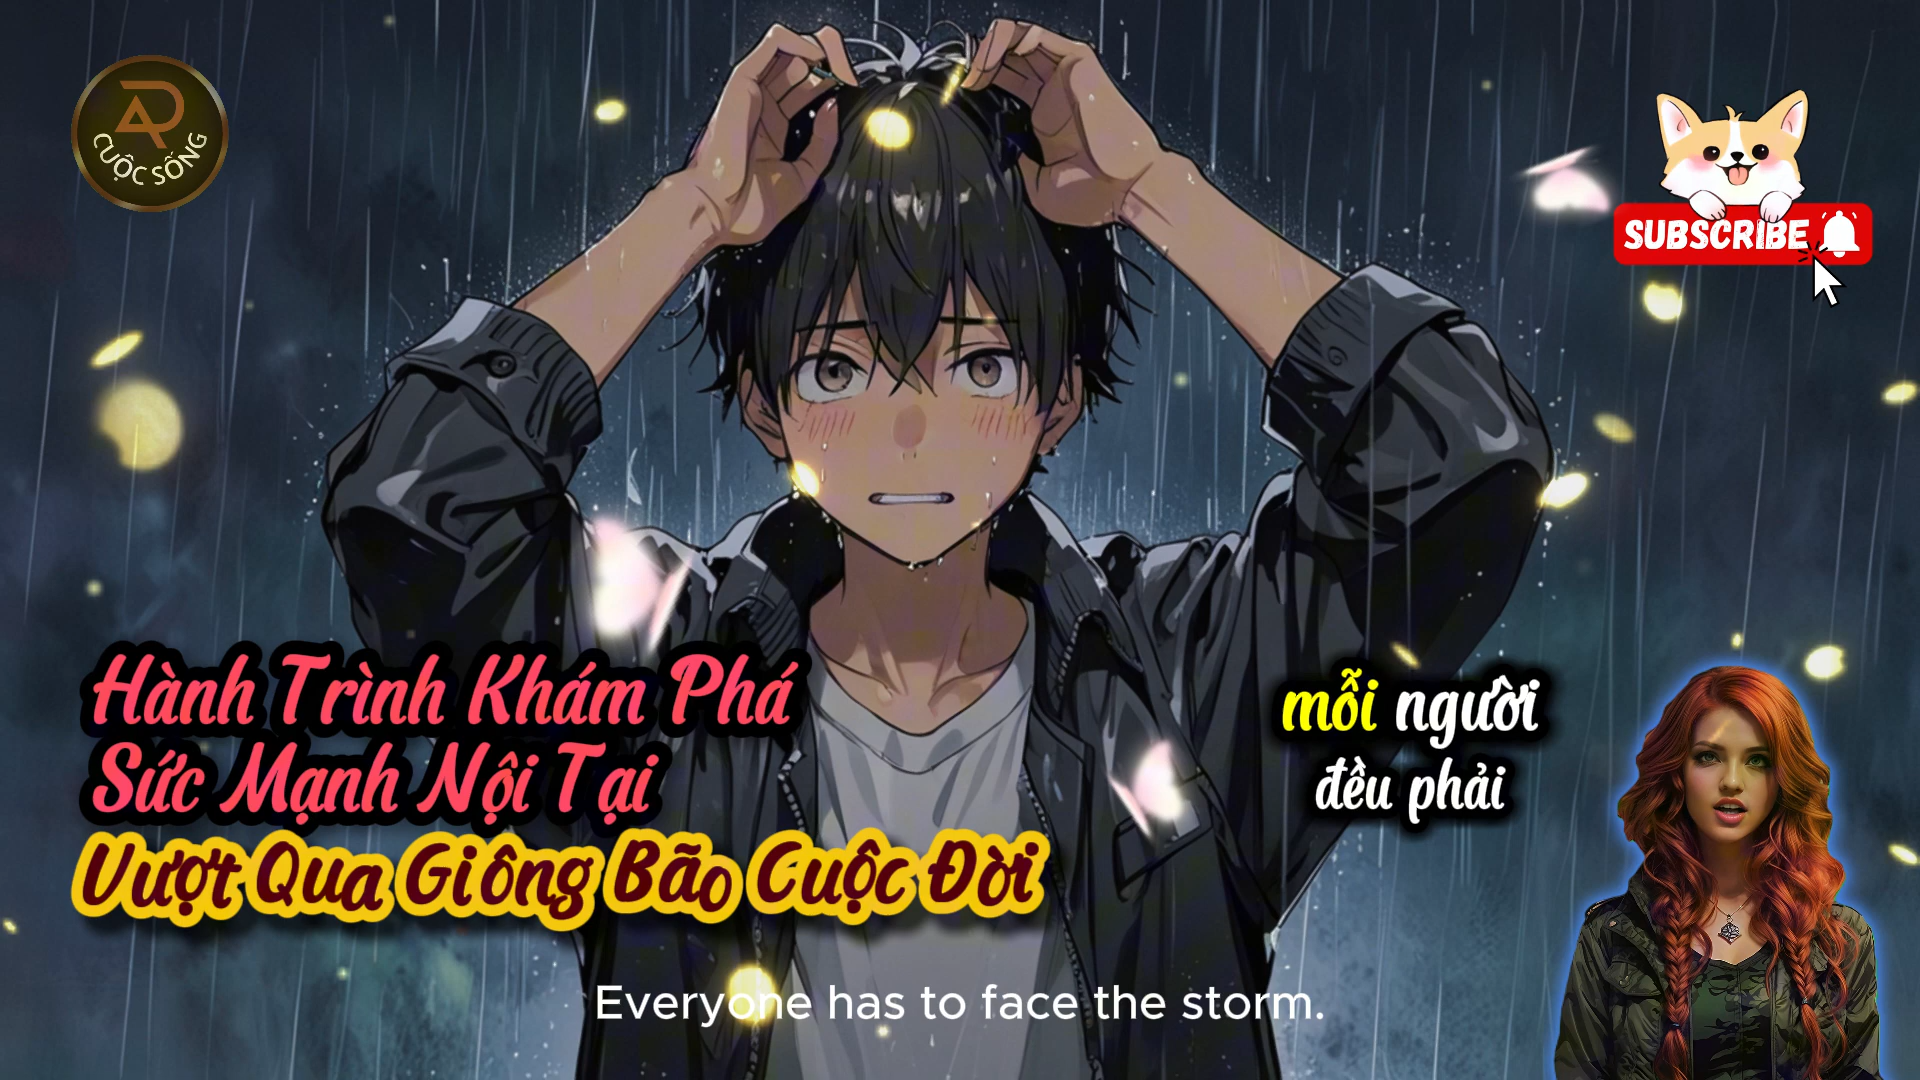 AR
CUỘC SỐNG
SUBSCRIBE
Hành Trình Khám Phá
Sức Mạnh Nội Tại
Vượt Qua Giông Bão Cuộc Đời
mỗi người
đều phải
Everyone has to face the storm.